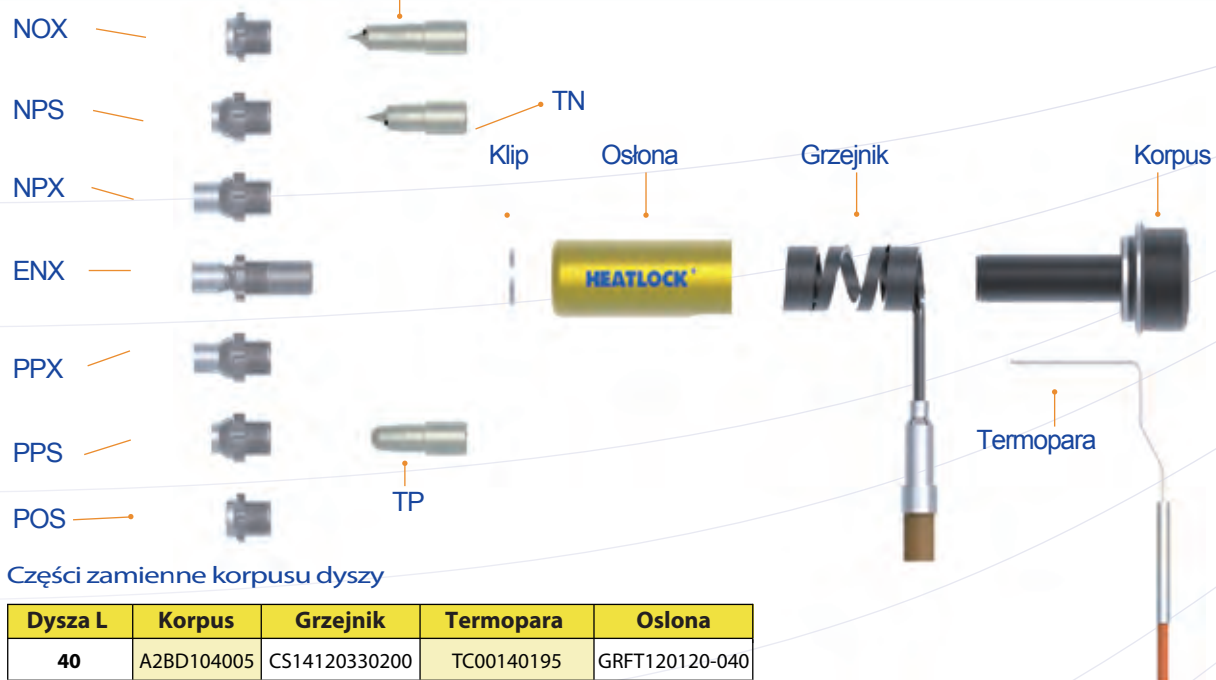 NOX
NPS
TN
Klip
Osłona
Grzejnik
Korpus
NPX
ENX
HEATLOCK
PPX
Termopara
PPS
TP
POS
Części zamienne korpusu dyszy
Dysza L Korpus Grzejnik Termopara Oslona
40 A2BD104005 CS14120330200 TC00140195 GRFT120120-040